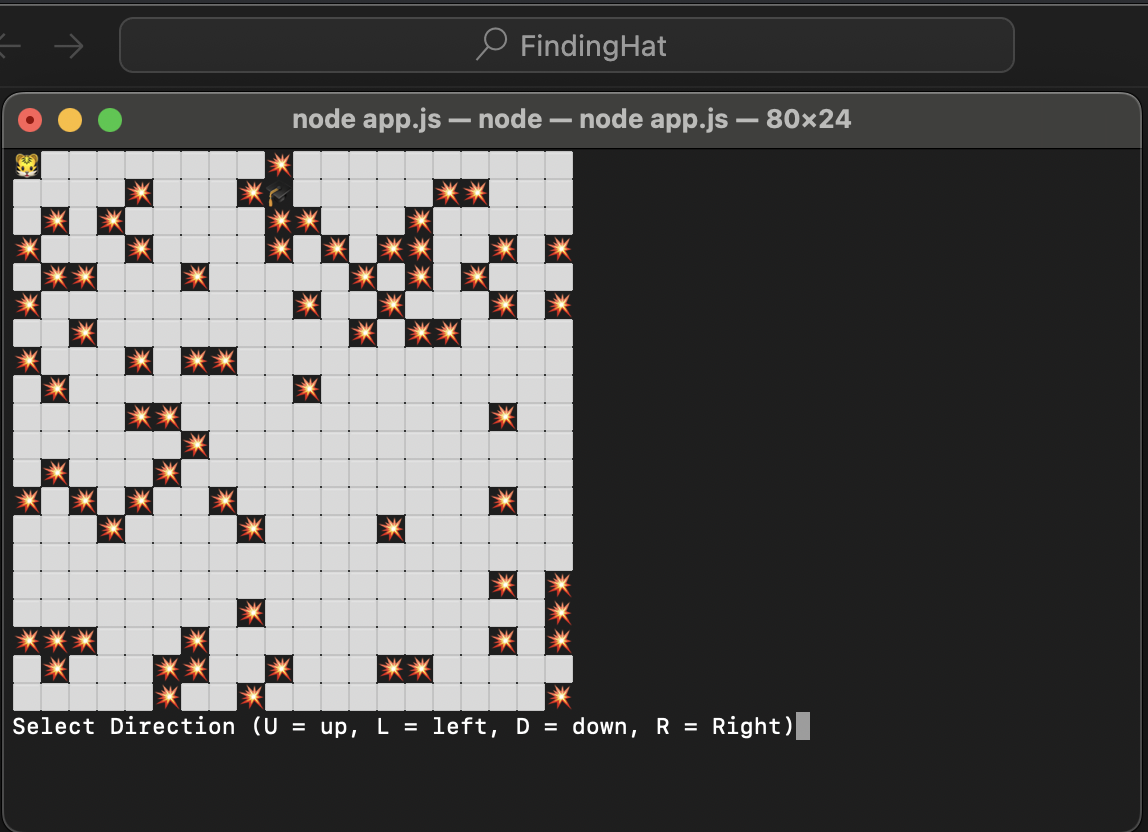 FindingHat
node app.js — node — node app.js — 80×24
Select Direction (U = up, L = left, D = down, R = Right)